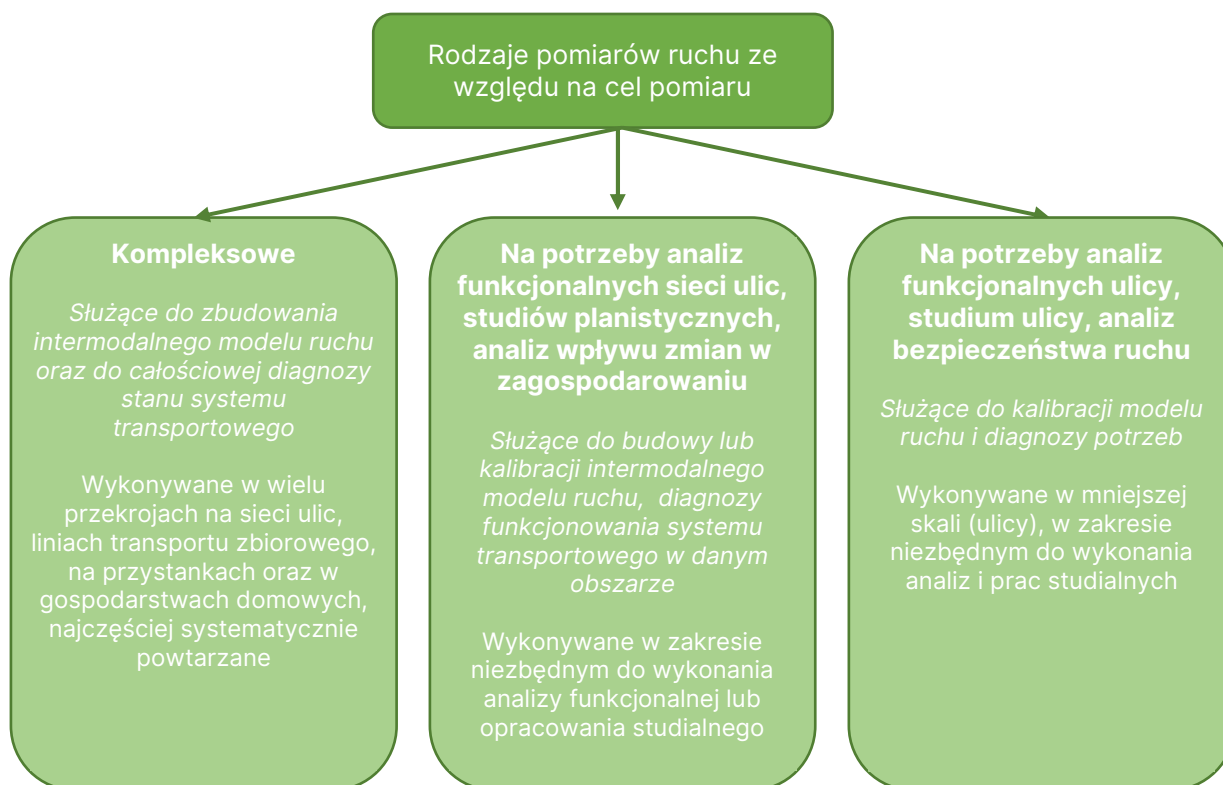 Rodzaje pomiarów ruchu ze
względu na cel pomiaru
Kompleksowe
Służące do zbudowania
intermodalnego modelu ruchu
oraz do całościowej diagnozy
stanu systemu
transportowego
Wykonywane w wielu
przekrojach na sieci ulic,
liniach transportu zbiorowego,
na przystankach oraz w
gospodarstwach domowych,
najczęściej systematycznie
powtarzane
Na potrzeby analiz
funkcjonalnych sieci ulic,
studiów planistycznych,
analiz wpływu zmian w
zagospodarowaniu
Służące do budowy lub
kalibracji intermodalnego
modelu ruchu, diagnozy
funkcjonowania systemu
transportowego w danym
obszarze
Wykonywane w zakresie
niezbędnym do wykonania
analizy funkcjonalnej lub
opracowania studialnego
Na potrzeby analiz
funkcjonalnych ulicy,
studium ulicy, analiz
bezpieczeństwa ruchu
Służące do kalibracji modelu
ruchu i diagnozy potrzeb
Wykonywane w mniejszej
skali (ulicy), w zakresie
niezbędnym do wykonania
analiz i prac studialnych